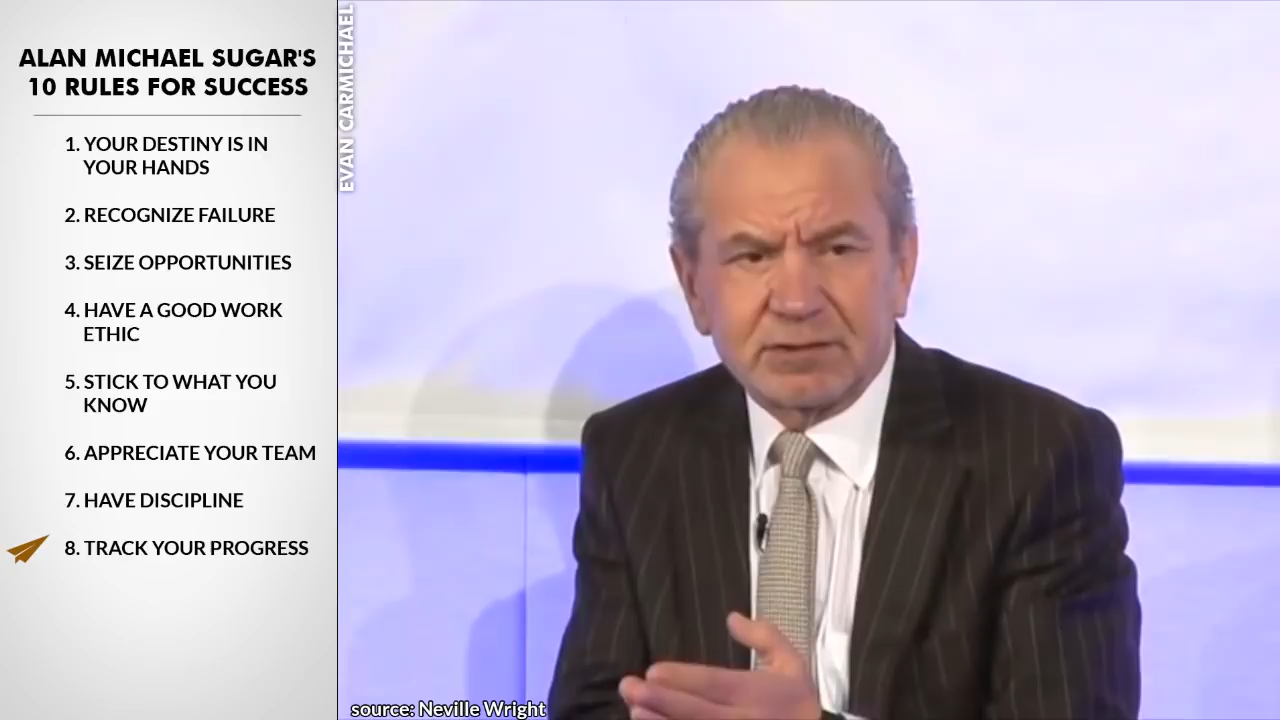 ALAN MICHAEL SUGAR'S
10 RULES FOR SUCCESS
1. YOUR DESTINY IS IN
YOUR HANDS
2. RECOGNIZE FAILURE
3. SEIZE OPPORTUNITIES
4. HAVE A GOOD WORK
ETHIC
5. STICK TO WHAT YOU
KNOW
6. APPRECIATE YOUR TEAM
7. HAVE DISCIPLINE
8. TRACK YOUR PROGRESS
EVAN CARMICHAEL
source: Neville Wright